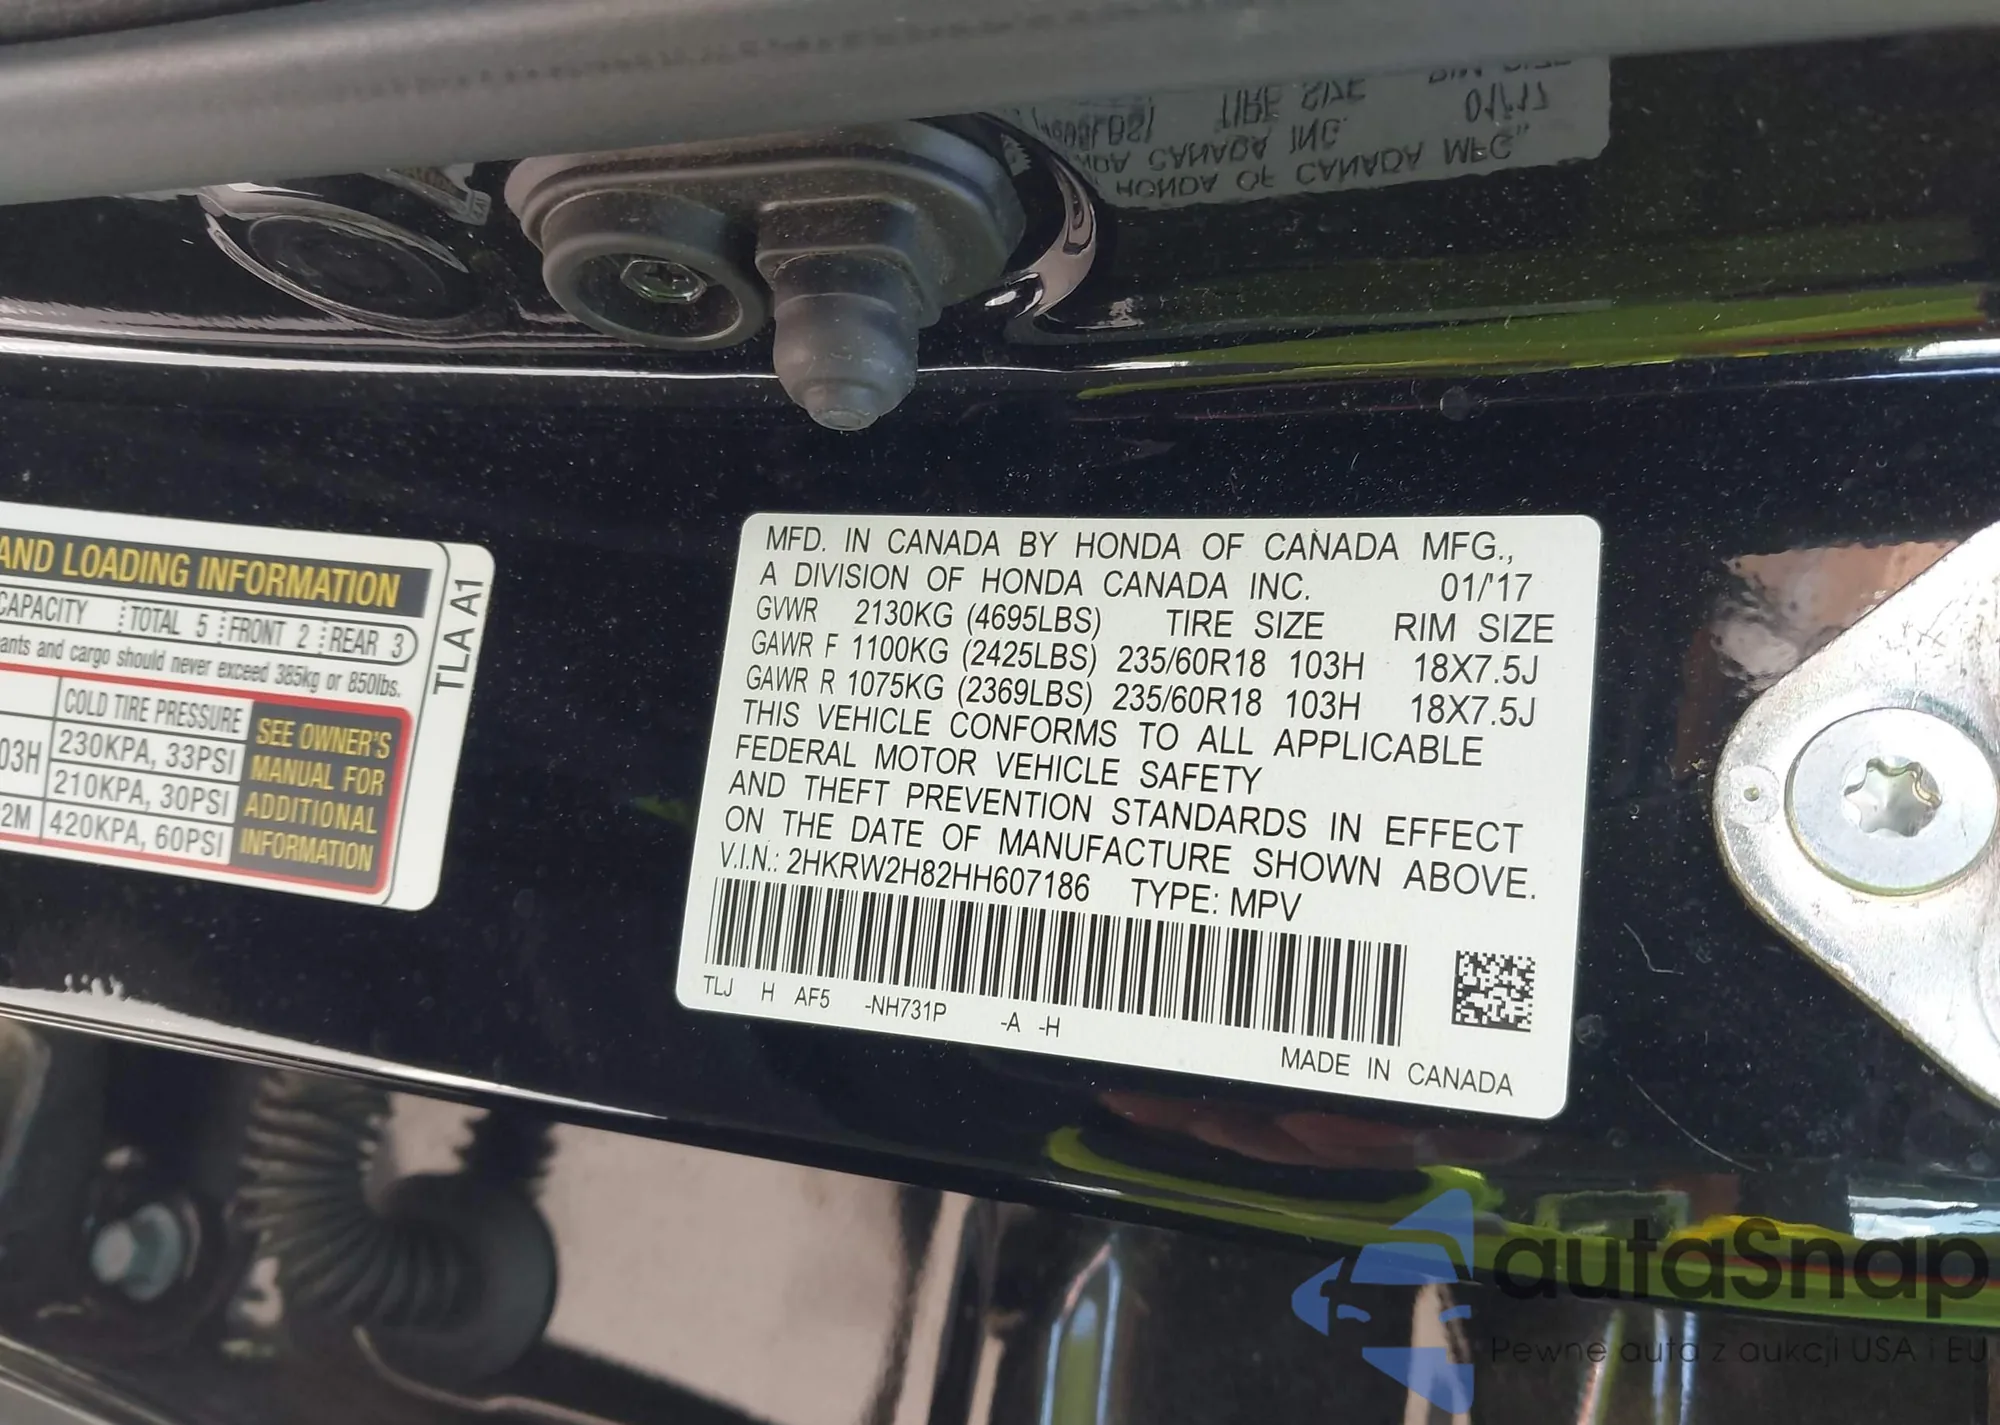 AND LOADING INFORMATION
CAPACITY TOTAL 5 FRONT 2 REAR 3
ants and cargo should never exceed 385kg or 850lbs.
COLD TIRE PRESSURE
03H 230KPA, 33PSI
210KPA, 30PSI
2M 420KPA, 60PSI
SEE OWNER'S
MANUAL FOR
ADDITIONAL
INFORMATION
TLA A1
MFD. IN CANADA BY HONDA OF CANADA MFG.,
A DIVISION OF HONDA CANADA INC. 01/'17
GVWR 2130KG (4695LBS) TIRE SIZE RIM SIZE
GAWR F 1100KG (2425LBS) 235/60R18 103H 18X7.5J
GAWR R 1075KG (2369LBS) 235/60R18 103H 18X7.5J
THIS VEHICLE CONFORMS TO ALL APPLICABLE
FEDERAL MOTOR VEHICLE SAFETY
AND THEFT PREVENTION STANDARDS IN EFFECT
ON THE DATE OF MANUFACTURE SHOWN ABOVE.
V.I.N.: 2HKRW2H82HH607186 TYPE: MPV
TLJ H AF5 -NH731P -A -H
MADE IN CANADA
autaSnap
Pewne auta z aukcji USA i EU